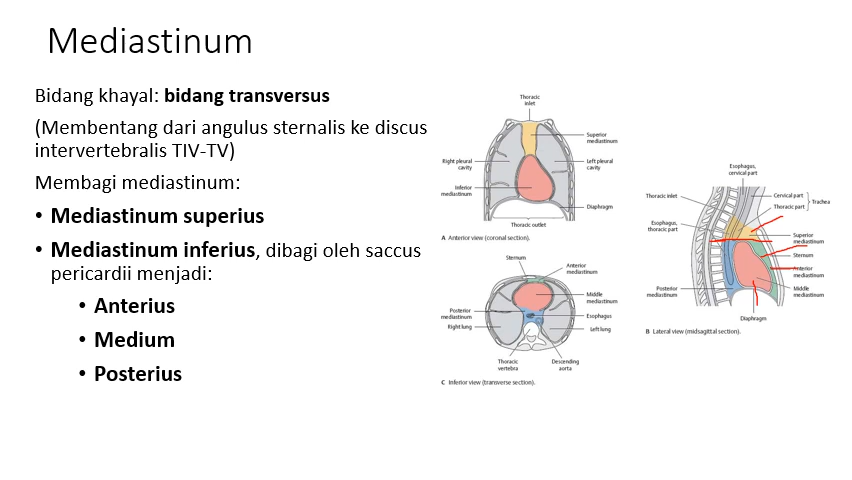 Mediastinum
Bidang khayal: bidang transversus
(Membentang dari angulus sternalis ke discus
intervertebralis TIV-TV)
Membagi mediastinum:
• Mediastinum superius
• Mediastinum inferius, dibagi oleh saccus
pericardii menjadi:
• Anterius
• Medium
• Posterius
Thoracic
inlet
Superior
mediastinum
Right pleural
cavity
Left pleural
cavity
Inferior
mediastinum
Diaphragm
Thoracic outlet
A Anterior view (coronal section).
Sternum
Anterior
mediastinum
Middle
mediastinum
Posterior
mediastinum
Esophagus
Right lung
Left lung
Thoracic
vertebra
Descending
aorta
C Inferior view (transverse section).
Esophagus,
cervical part
Thoracic inlet
Cervical part
Thoracic part
Trachea
Esophagus,
thoracic part
Superior
mediastinum
Sternum
Anterior
mediastinum
Posterior
mediastinum
Middle
mediastinum
Diaphragm
B Lateral view (midsagittal section).